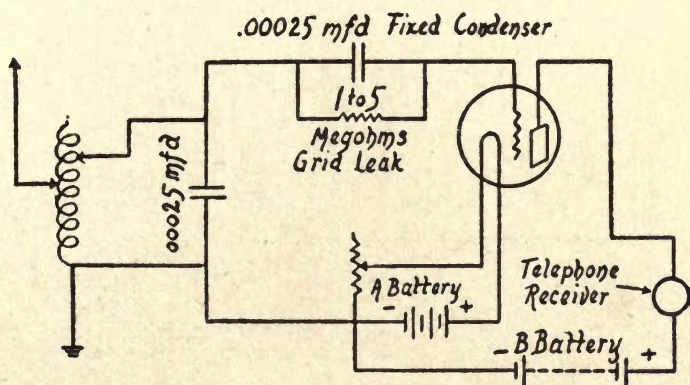 .00025 mfd Fixed Condenser
1 to 5
Megohms
Grid Leak
00025 mfd
A Battery
- +
Telephone
Receiver
- B Battery +